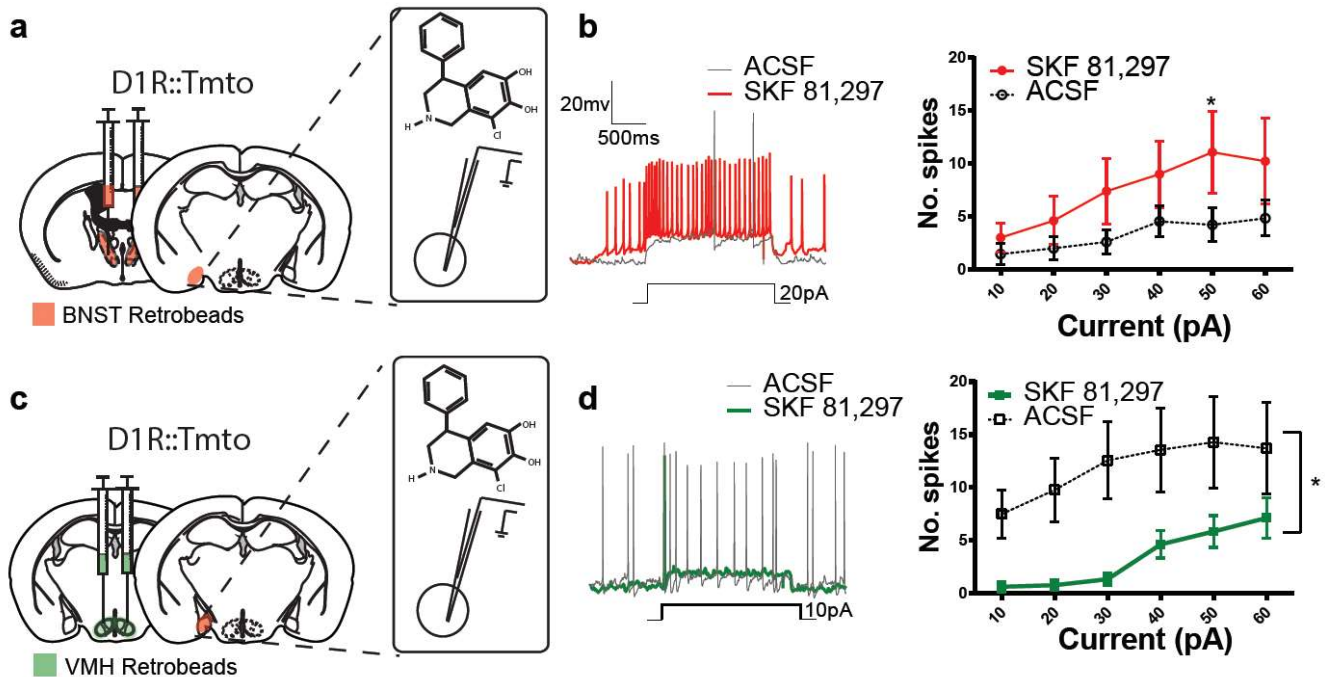 a
D1R::Tmto
OH
OH
H
N
Cl
BNST Retrobeads
b
ACSF
SKF 81,297
20mv
500ms
20pA
SKF 81,297
ACSF
*
No. spikes
20
15
10
5
0
10 20 30 40 50 60
Current (pA)
c
D1R::Tmto
OH
OH
H
N
Cl
VMH Retrobeads
d
ACSF
SKF 81,297
10pA
SKF 81,297
ACSF
*
No. spikes
20
15
10
5
0
10 20 30 40 50 60
Current (pA)